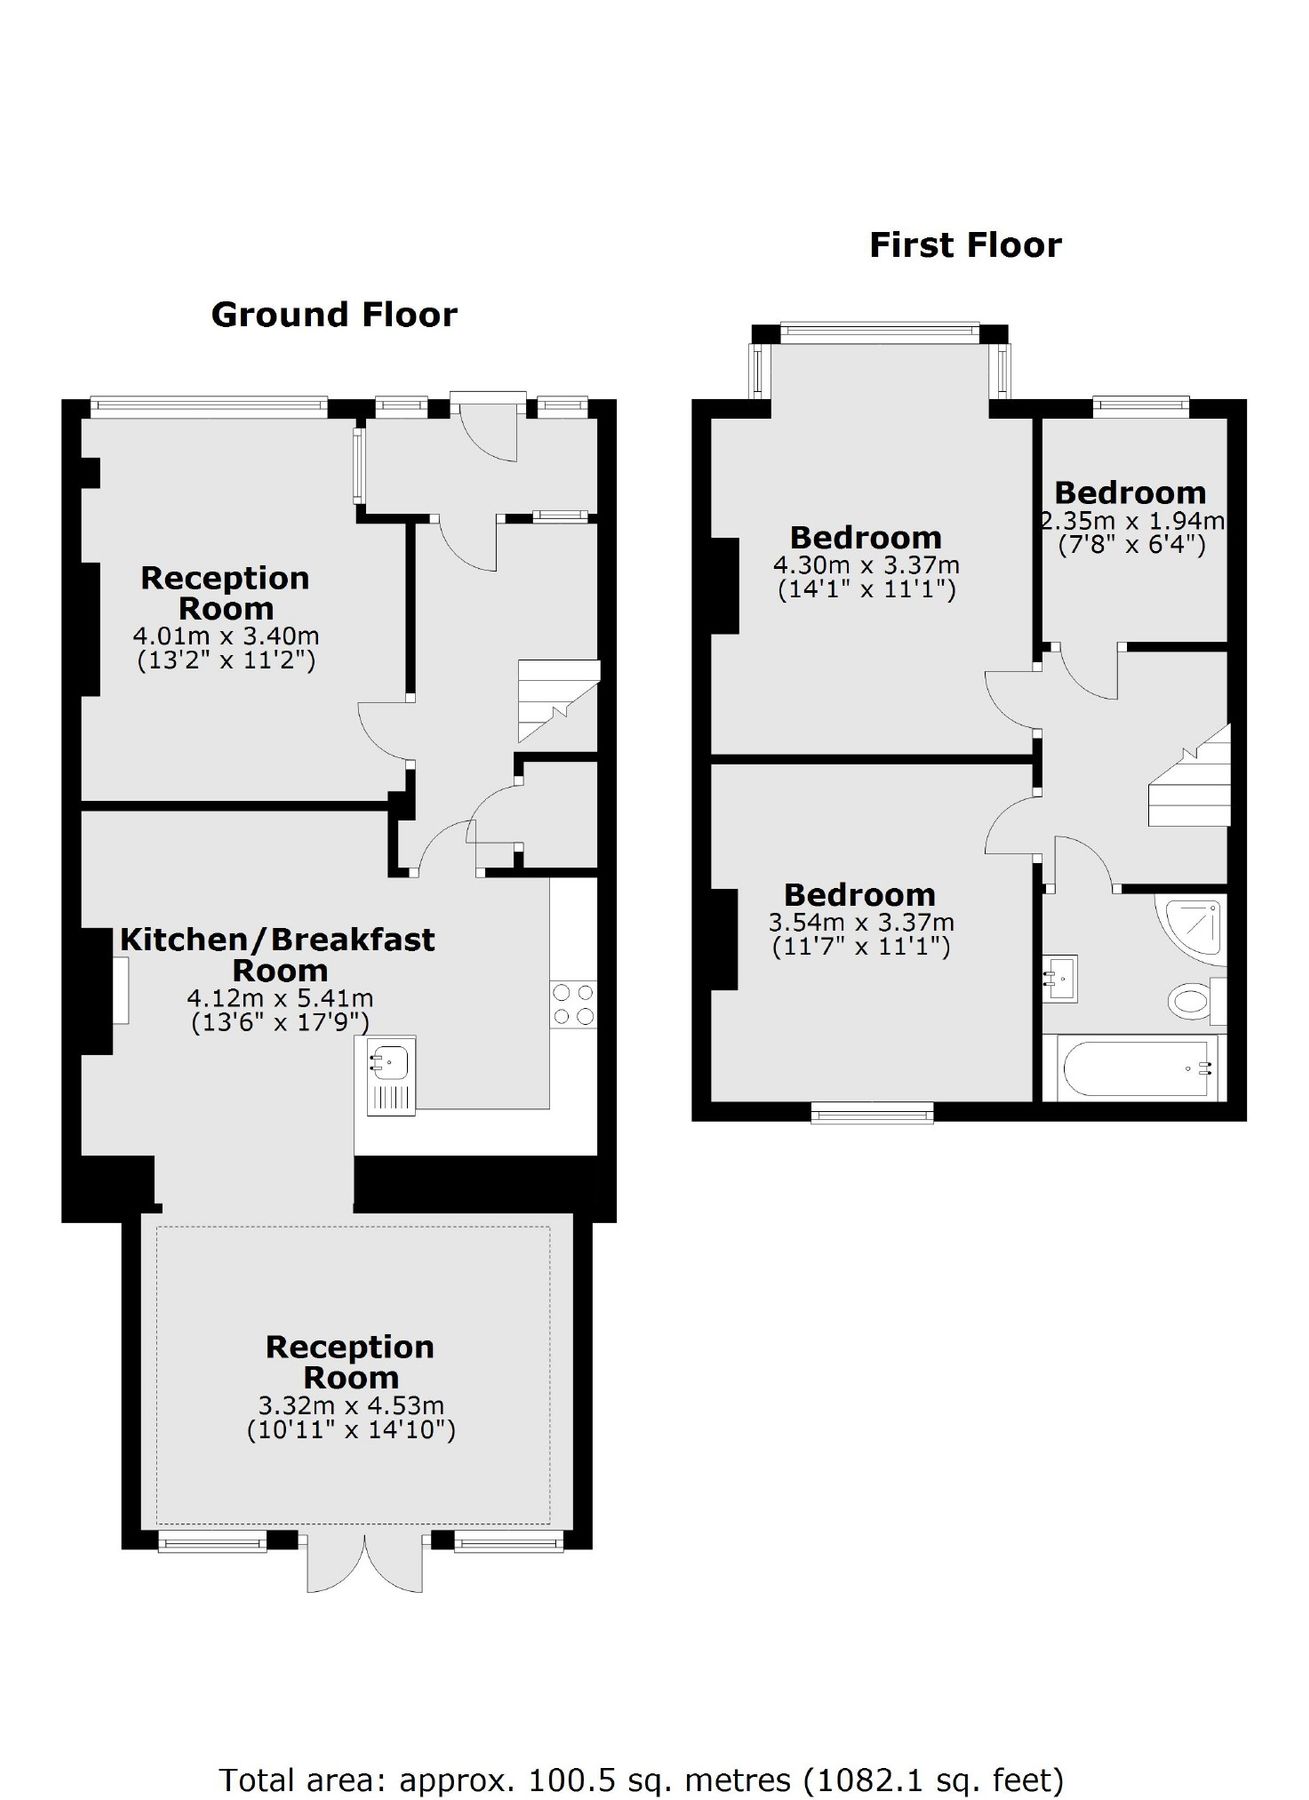 First Floor
Ground Floor
Reception
Room
4.01m x 3.40m
(13'2" x 11'2")
Kitchen/Breakfast
Room
4.12m x 5.41m
(13'6" x 17'9")
Reception
Room
3.32m x 4.53m
(10'11" x 14'10")
Bedroom
4.30m x 3.37m
(14'1" x 11'1")
Bedroom
2.35m x 1.94m
(7'8" x 6'4")
Bedroom
3.54m x 3.37m
(11'7" x 11'1")
Total area: approx. 100.5 sq. metres (1082.1 sq. feet)